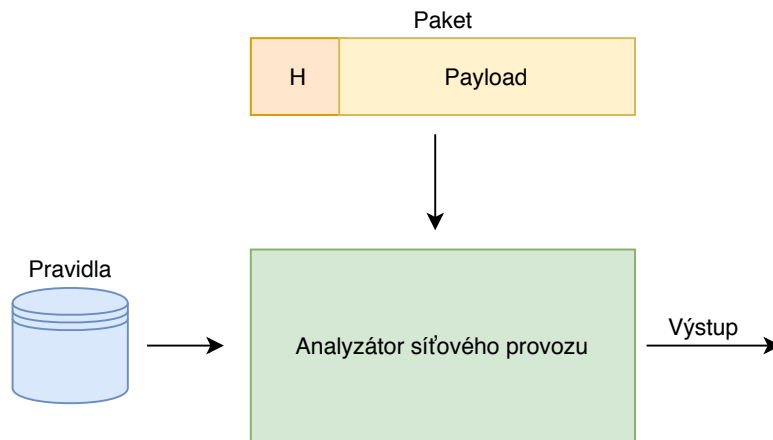 Paket
H
Payload
Pravidla
Analyzátor síťového provozu
Výstup